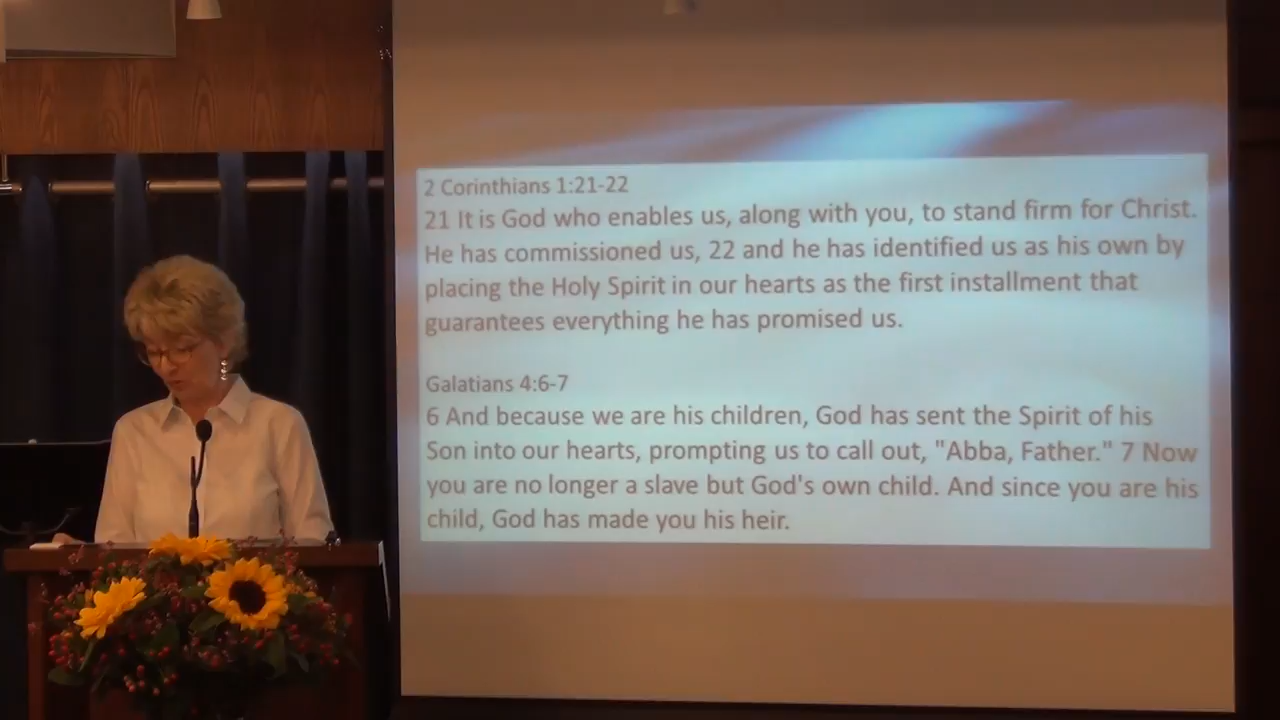 2 Corinthians 1:21-22
21 It is God who enables us, along with you, to stand firm for Christ.
He has commissioned us, 22 and he has identified us as his own by
placing the Holy Spirit in our hearts as the first installment that
guarantees everything he has promised us.
Galatians 4:6-7
6 And because we are his children, God has sent the Spirit of his
Son into our hearts, prompting us to call out, "Abba, Father." 7 Now
you are no longer a slave but God's own child. And since you are his
child, God has made you his heir.